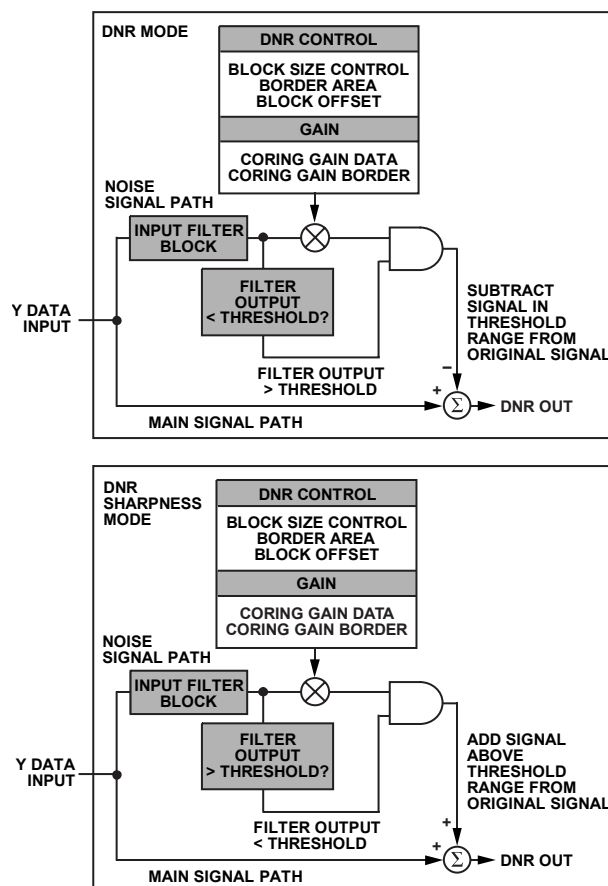 DNR MODE
DNR CONTROL
BLOCK SIZE CONTROL
BORDER AREA
BLOCK OFFSET
GAIN
CORING GAIN DATA
CORING GAIN BORDER
NOISE
SIGNAL PATH
INPUT FILTER
BLOCK
Y DATA
INPUT
FILTER
OUTPUT
< THRESHOLD?
FILTER OUTPUT
> THRESHOLD
SUBTRACT
SIGNAL IN
THRESHOLD
RANGE FROM
ORIGINAL SIGNAL
–
+
Σ
DNR OUT
MAIN SIGNAL PATH
DNR
SHARPNESS
MODE
DNR CONTROL
BLOCK SIZE CONTROL
BORDER AREA
BLOCK OFFSET
GAIN
CORING GAIN DATA
CORING GAIN BORDER
NOISE
SIGNAL PATH
INPUT FILTER
BLOCK
Y DATA
INPUT
FILTER
OUTPUT
> THRESHOLD?
FILTER OUTPUT
< THRESHOLD
ADD SIGNAL
ABOVE
THRESHOLD
RANGE FROM
ORIGINAL SIGNAL
+
+
Σ
DNR OUT
MAIN SIGNAL PATH